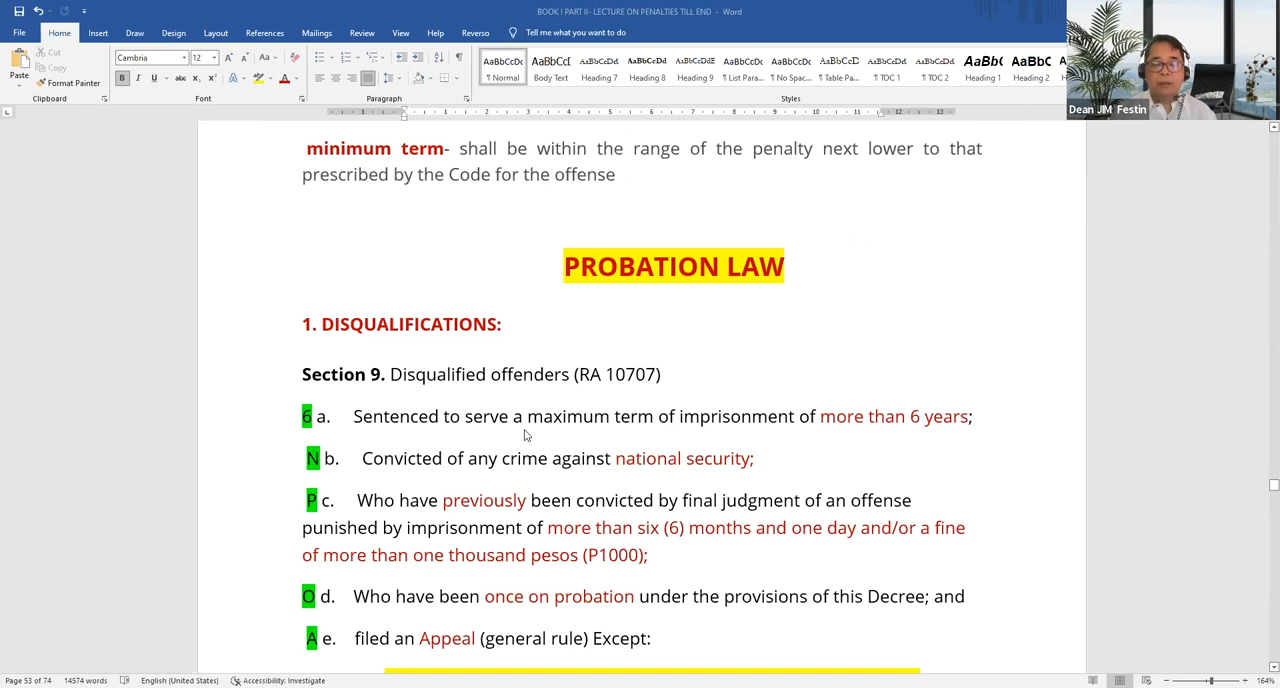 BOOK I PART II- LECTURE ON PENALTIES TILL END - Word
File Home Insert Draw Design Layout References Mailings Review View Help Reverso Tell me what you want to do
Paste
Cut
Copy
Format Painter
Cambria 12
Clipboard Font Paragraph Styles
AaBbCcDc AaBbCcI AaBbCcDd AaBbCcDd AaBbCcDd AaBbCcDd AaBbCcDc AaBbCcD AaBbCcDd AaBbCcDd AaBbC AaBbC
¶ Normal Body Text Heading 7 Heading 8 Heading 9 ¶ List Para... ¶ No Spac... ¶ Table Pa... ¶ TOC 1 ¶ TOC 2 Heading 1 Heading 2
Dean JM Festin
minimum term- shall be within the range of the penalty next lower to that
prescribed by the Code for the offense
PROBATION LAW
1. DISQUALIFICATIONS:
Section 9. Disqualified offenders (RA 10707)
6 a. Sentenced to serve a maximum term of imprisonment of more than 6 years;
N b. Convicted of any crime against national security;
P c. Who have previously been convicted by final judgment of an offense
punished by imprisonment of more than six (6) months and one day and/or a fine
of more than one thousand pesos (P1000);
O d. Who have been once on probation under the provisions of this Decree; and
A e. filed an Appeal (general rule) Except:
Page 53 of 74 14574 words English (United States) Accessibility: Investigate 164%